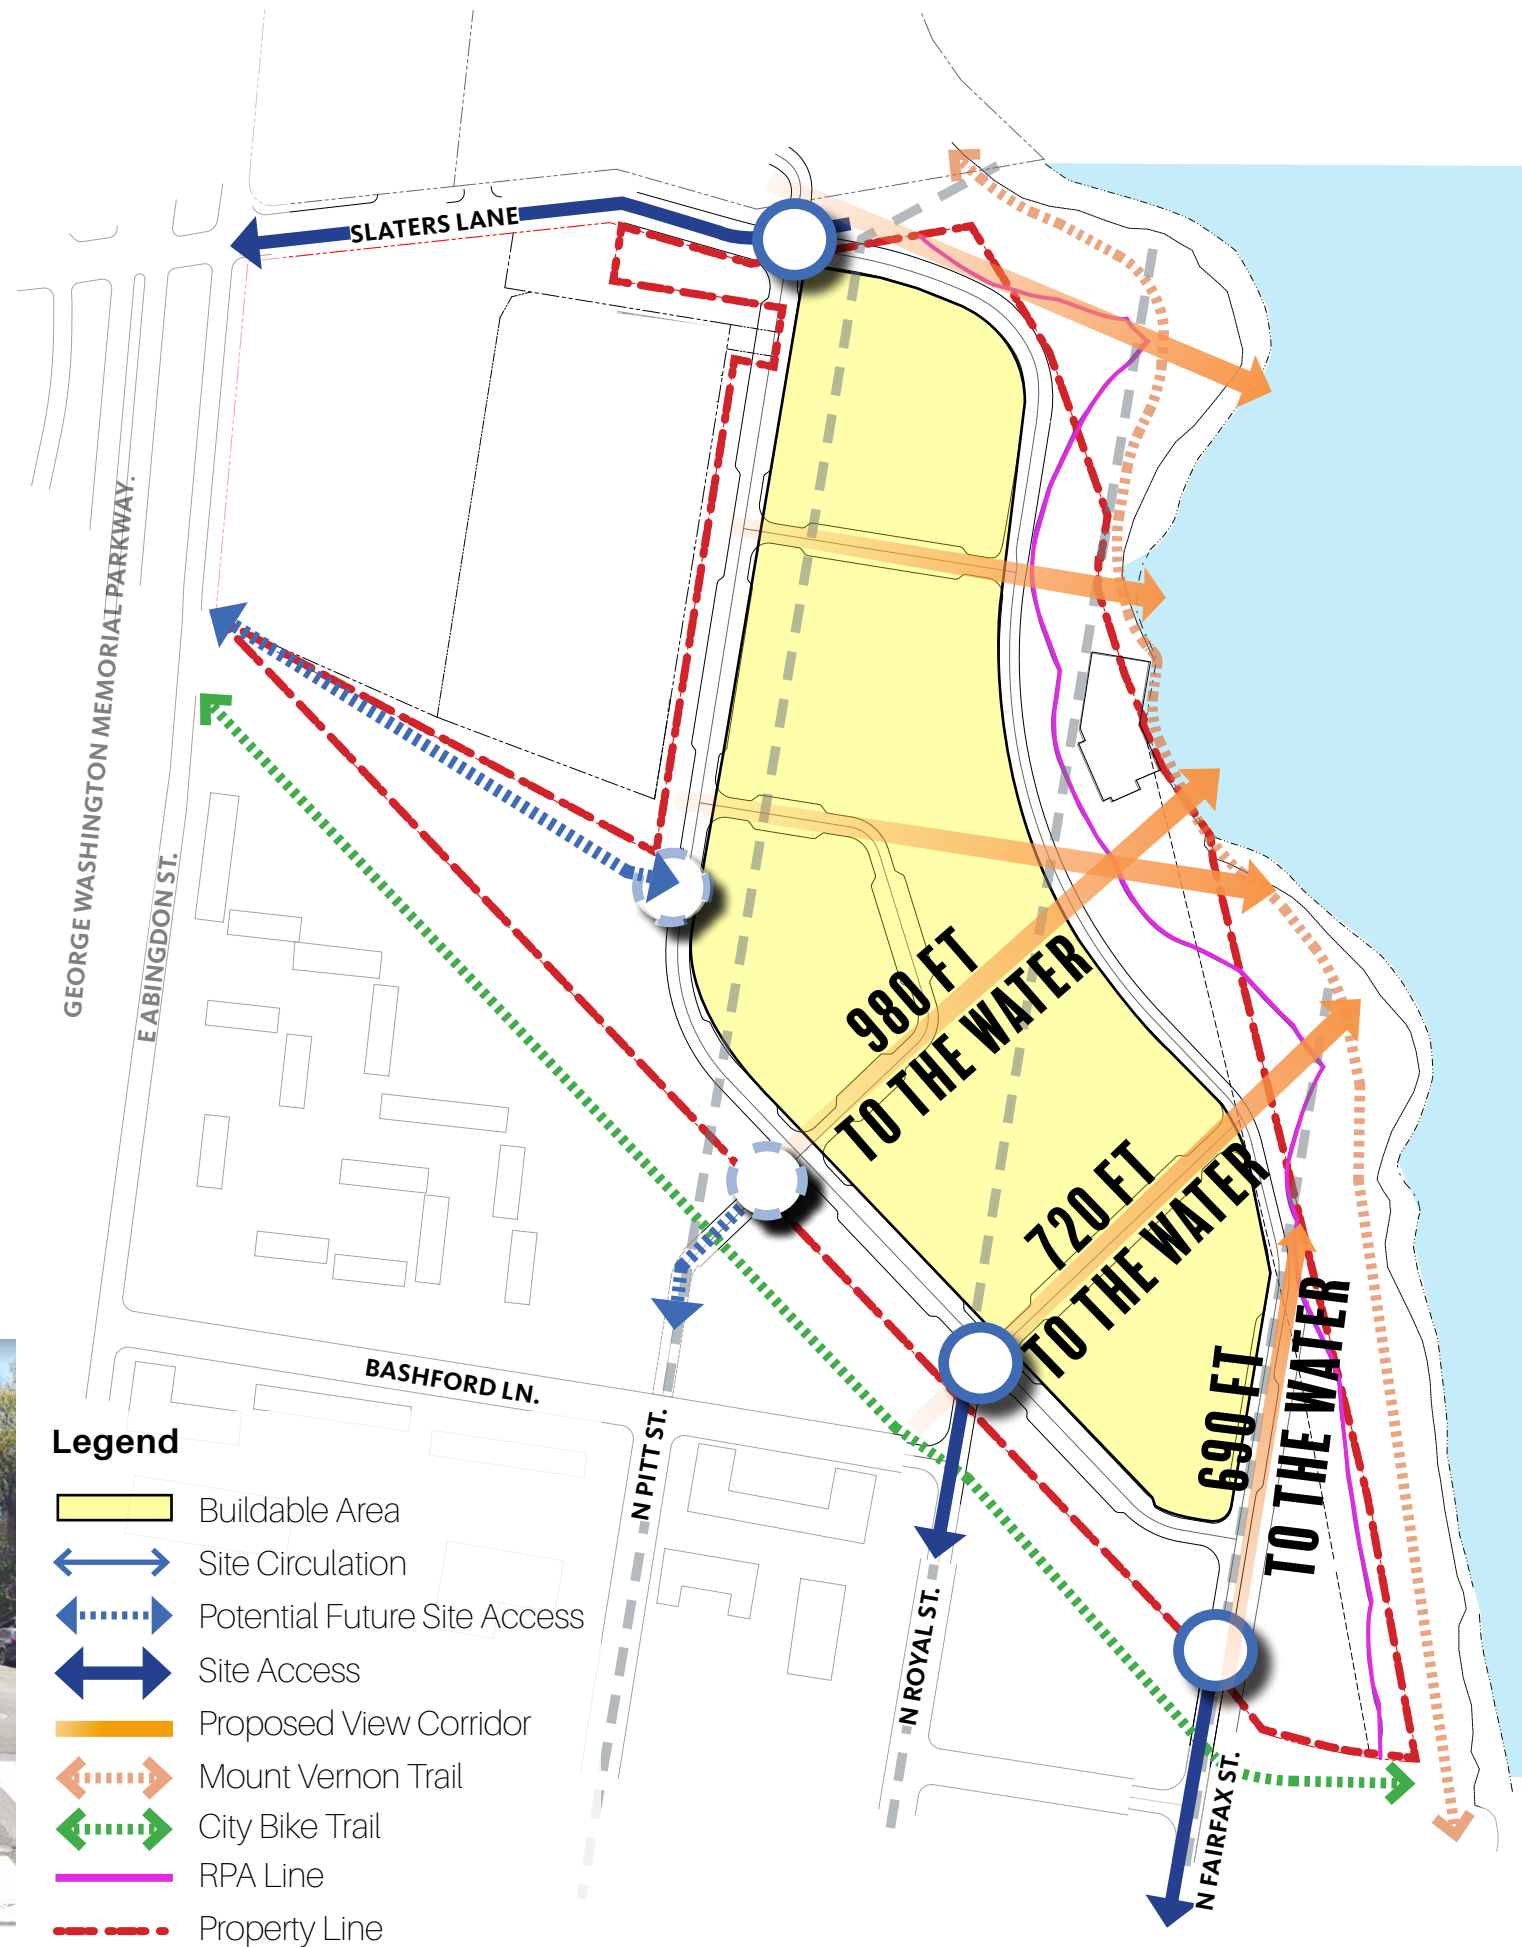 SLATERS LANE
GEORGE WASHINGTON MEMORIAL PARKWAY.
E ABINGDON ST.
980 FT
TO THE WATER
720 FT
TO THE WATER
690 FT
TO THE WATER
BASHFORD LN.
N PITT ST.
N ROYAL ST.
N FAIRFAX ST.
Legend
Buildable Area
Site Circulation
Potential Future Site Access
Site Access
Proposed View Corridor
Mount Vernon Trail
City Bike Trail
RPA Line
Property Line